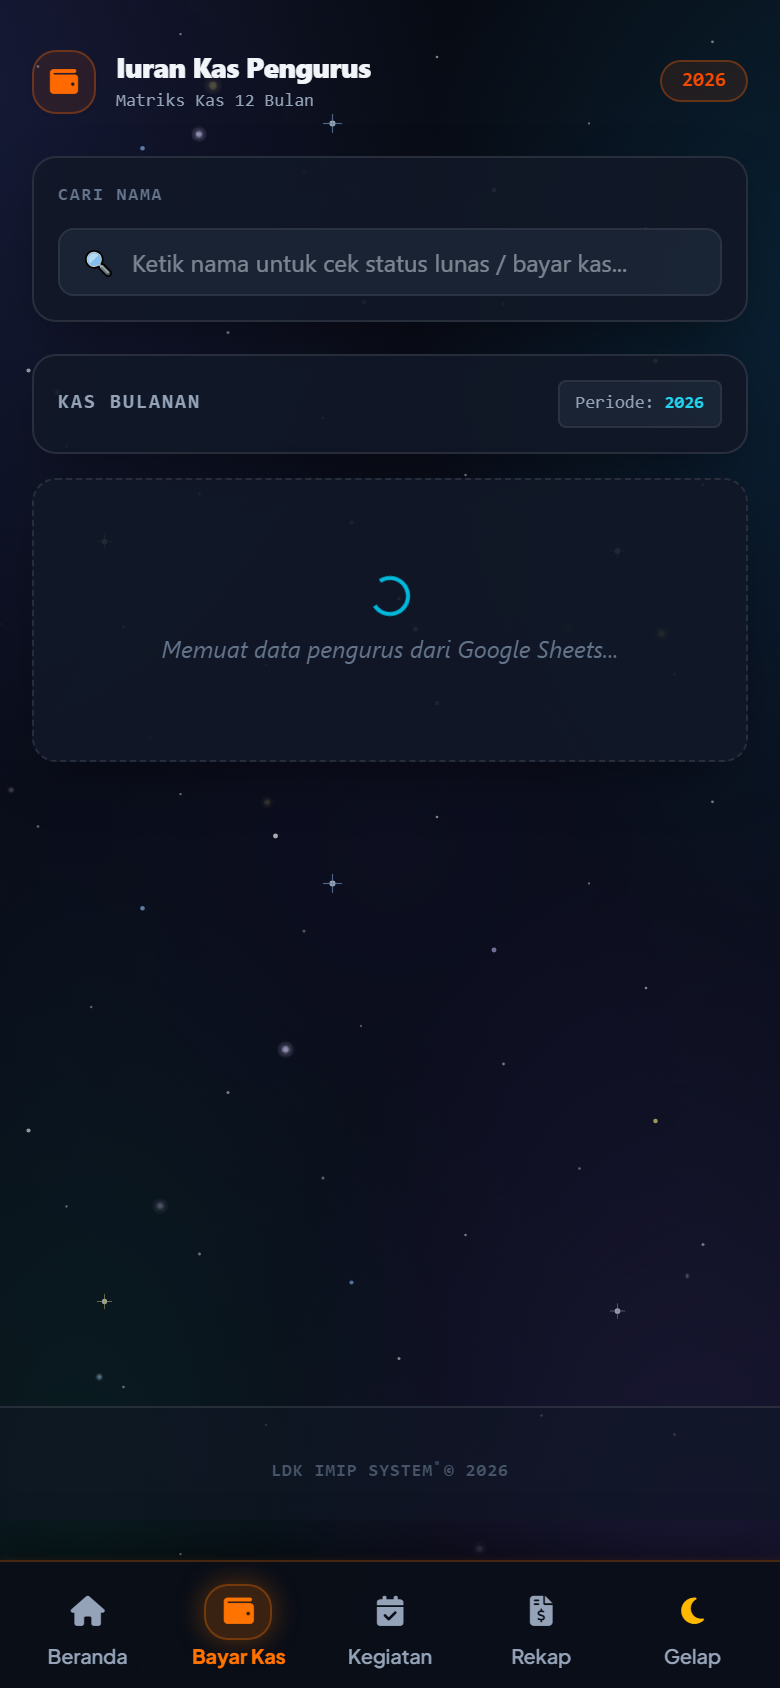 Iuran Kas Pengurus
Matriks Kas 12 Bulan
2026
CARI NAMA
Ketik nama untuk cek status lunas / bayar kas...
KAS BULANAN
Periode: 2026
Memuat data pengurus dari Google Sheets...
LDK IMIP SYSTEM © 2026
Beranda
Bayar Kas
Kegiatan
Rekap
Gelap